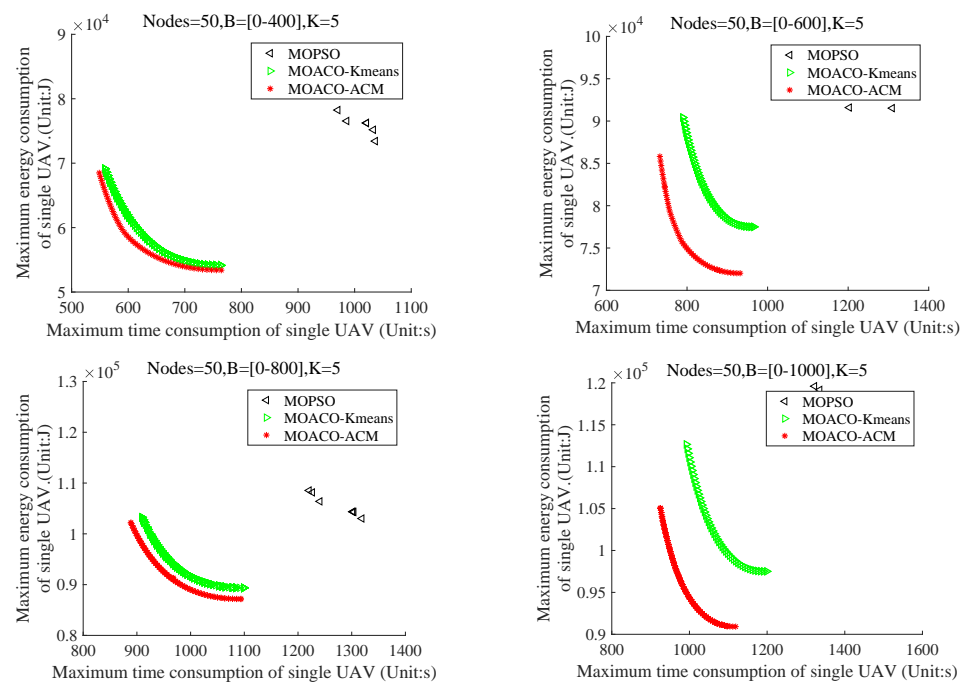 ×10⁴
Nodes=50,B=[0-400],K=5
Maximum energy consumption
of single UAV.(Unit:J)
9
8
7
6
5
MOPSO
MOACO-Kmeans
MOACO-ACM
500 600 700 800 900 1000 1100
Maximum time consumption of single UAV (Unit:s)
×10⁴
Nodes=50,B=[0-600],K=5
Maximum energy consumption
of single UAV.(Unit:J)
10
9.5
9
8.5
8
7.5
7
MOPSO
MOACO-Kmeans
MOACO-ACM
600 800 1000 1200 1400
Maximum time consumption of single UAV (Unit:s)
×10⁵
Nodes=50,B=[0-800],K=5
Maximum energy consumption
of single UAV.(Unit:J)
1.3
1.2
1.1
1
0.9
0.8
MOPSO
MOACO-Kmeans
MOACO-ACM
800 900 1000 1100 1200 1300 1400
Maximum time consumption of single UAV (Unit:s)
×10⁵
Nodes=50,B=[0-1000],K=5
Maximum energy consumption
of single UAV.(Unit:J)
1.2
1.15
1.1
1.05
1
0.95
0.9
MOPSO
MOACO-Kmeans
MOACO-ACM
800 1000 1200 1400 1600
Maximum time consumption of single UAV (Unit:s)